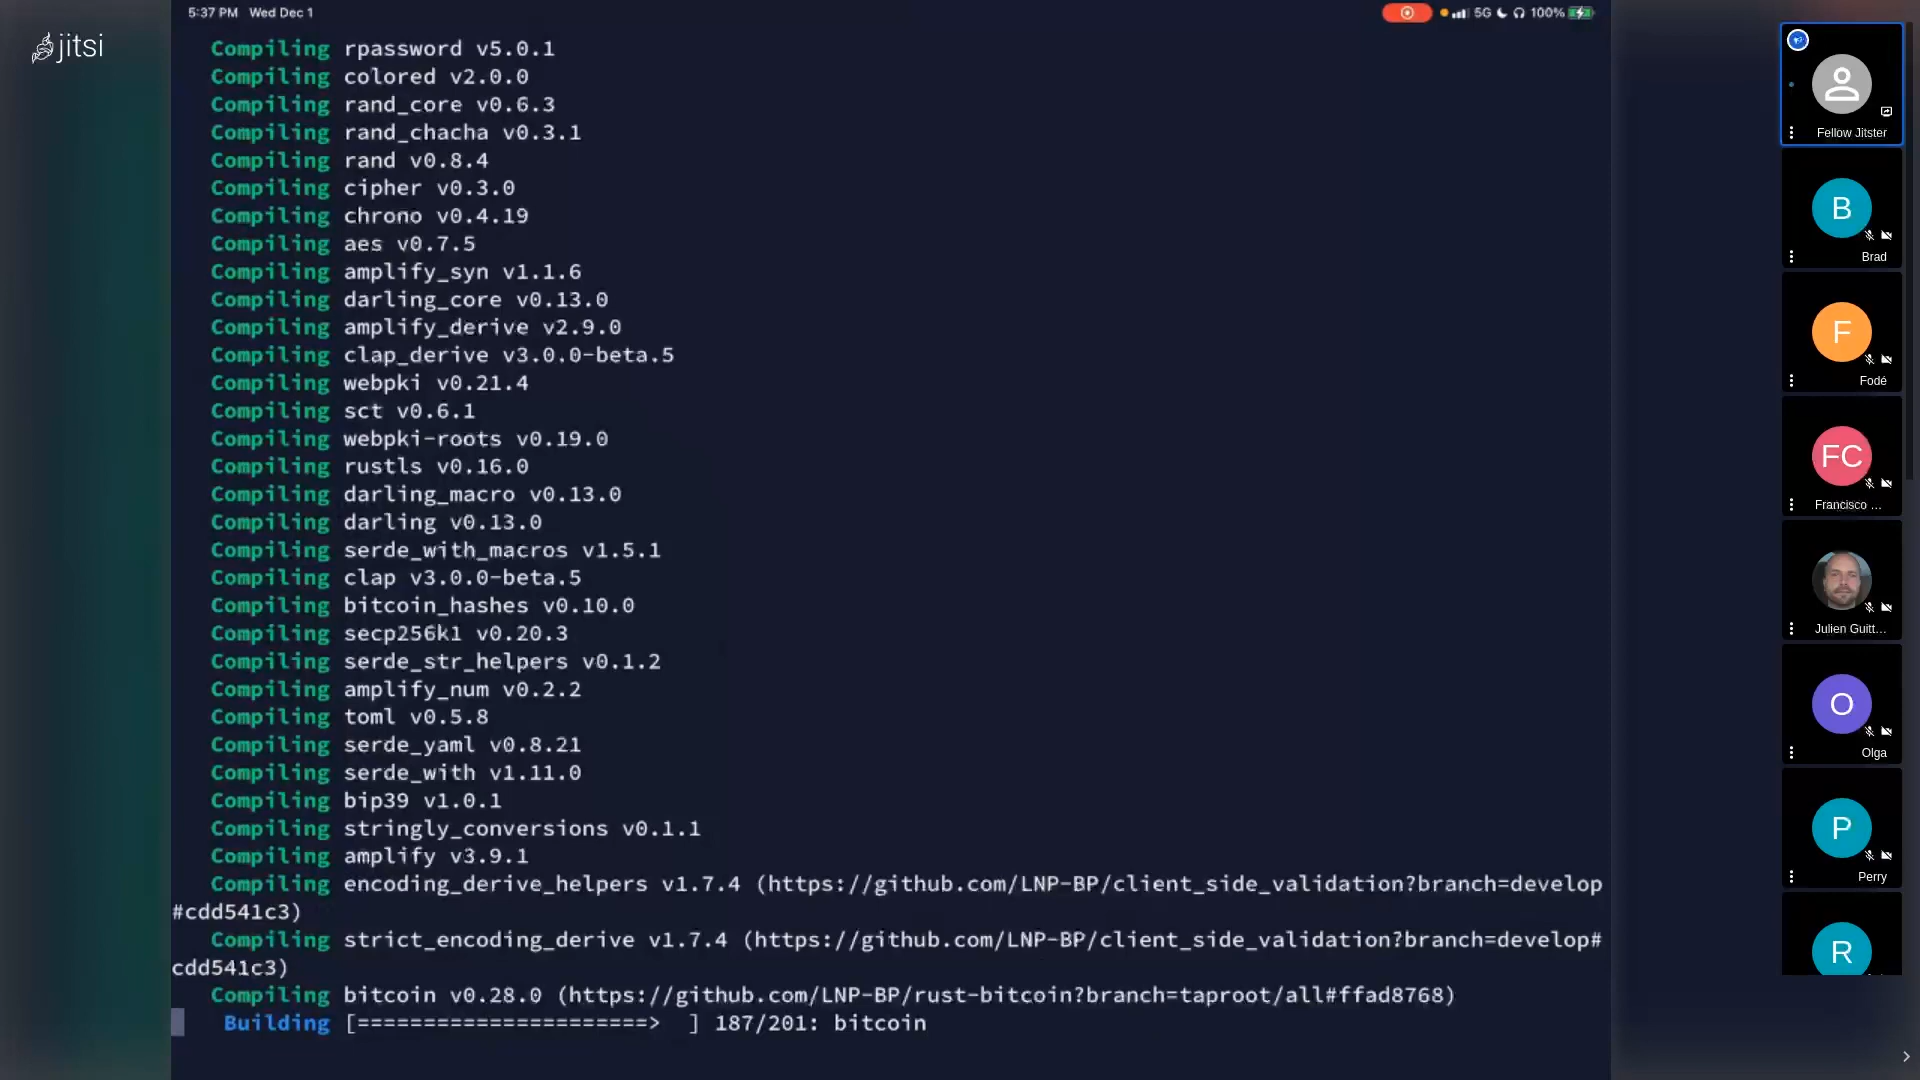 5:37 PM Wed Dec 1
5G 100%
jitsi
Compiling rpassword v5.0.1
Compiling colored v2.0.0
Compiling rand_core v0.6.3
Compiling rand_chacha v0.3.1
Compiling rand v0.8.4
Compiling cipher v0.3.0
Compiling chrono v0.4.19
Compiling aes v0.7.5
Compiling amplify_syn v1.1.6
Compiling darling_core v0.13.0
Compiling amplify_derive v2.9.0
Compiling clap_derive v3.0.0-beta.5
Compiling webpki v0.21.4
Compiling sct v0.6.1
Compiling webpki-roots v0.19.0
Compiling rustls v0.16.0
Compiling darling_macro v0.13.0
Compiling darling v0.13.0
Compiling serde_with_macros v1.5.1
Compiling clap v3.0.0-beta.5
Compiling bitcoin_hashes v0.10.0
Compiling secp256k1 v0.20.3
Compiling serde_str_helpers v0.1.2
Compiling amplify_num v0.2.2
Compiling toml v0.5.8
Compiling serde_yaml v0.8.21
Compiling serde_with v1.11.0
Compiling bip39 v1.0.1
Compiling stringly_conversions v0.1.1
Compiling amplify v3.9.1
Compiling encoding_derive_helpers v1.7.4 (https://github.com/LNP-BP/client_side_validation?branch=develop
#cdd541c3)
Compiling strict_encoding_derive v1.7.4 (https://github.com/LNP-BP/client_side_validation?branch=develop#
cdd541c3)
Compiling bitcoin v0.28.0 (https://github.com/LNP-BP/rust-bitcoin?branch=taproot/all#ffad8768)
Building [======================> ] 187/201: bitcoin
Fellow Jitster
B
Brad
F
Fodé
FC
Francisco ...
Julien Guitt...
O
Olga
P
Perry
R